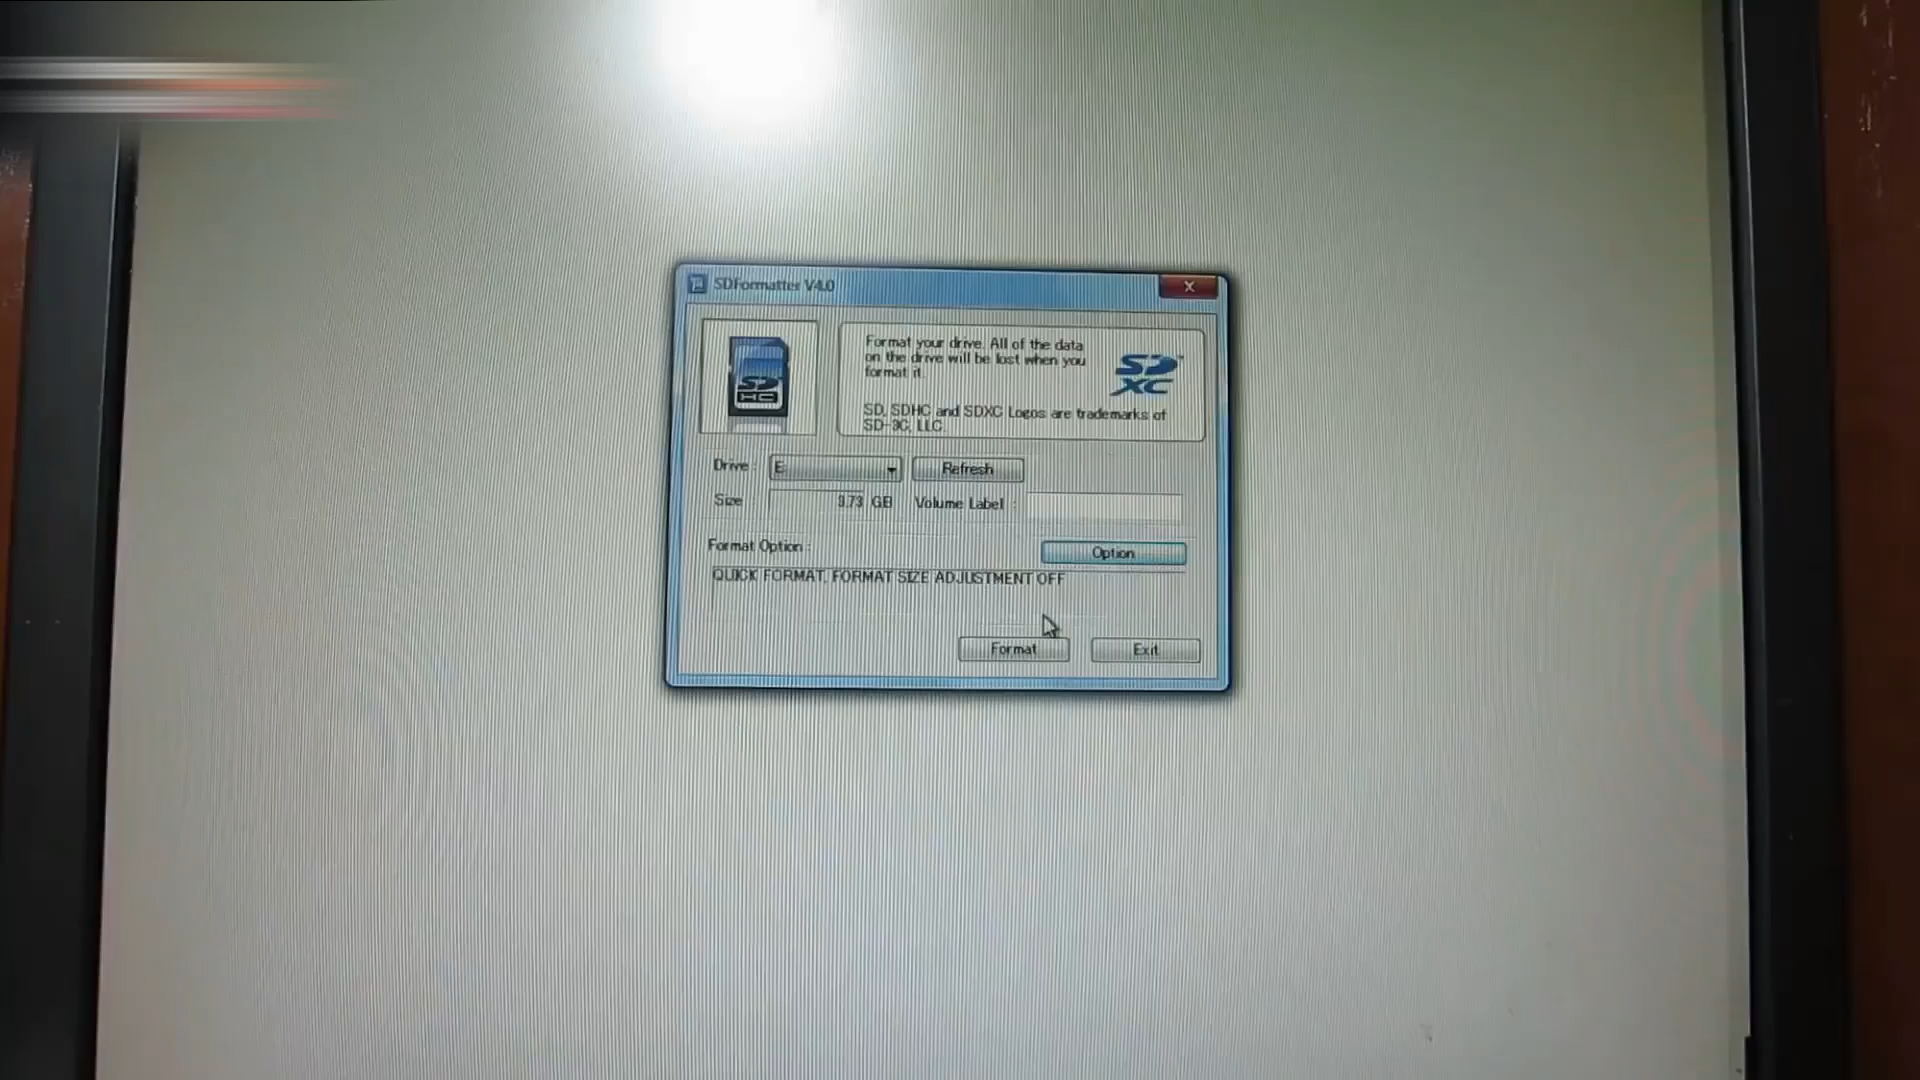 SDFormatter V4.0
X
SD
HC
Format your drive. All of the data
on the drive will be lost when you
format it.
SD
XC
SD, SDHC and SDXC Logos are trademarks of
SD-3C, LLC.
Drive : E: Refresh
Size : 3.73 GB Volume Label :
Format Option : Option
QUICK FORMAT, FORMAT SIZE ADJUSTMENT OFF
Format Exit